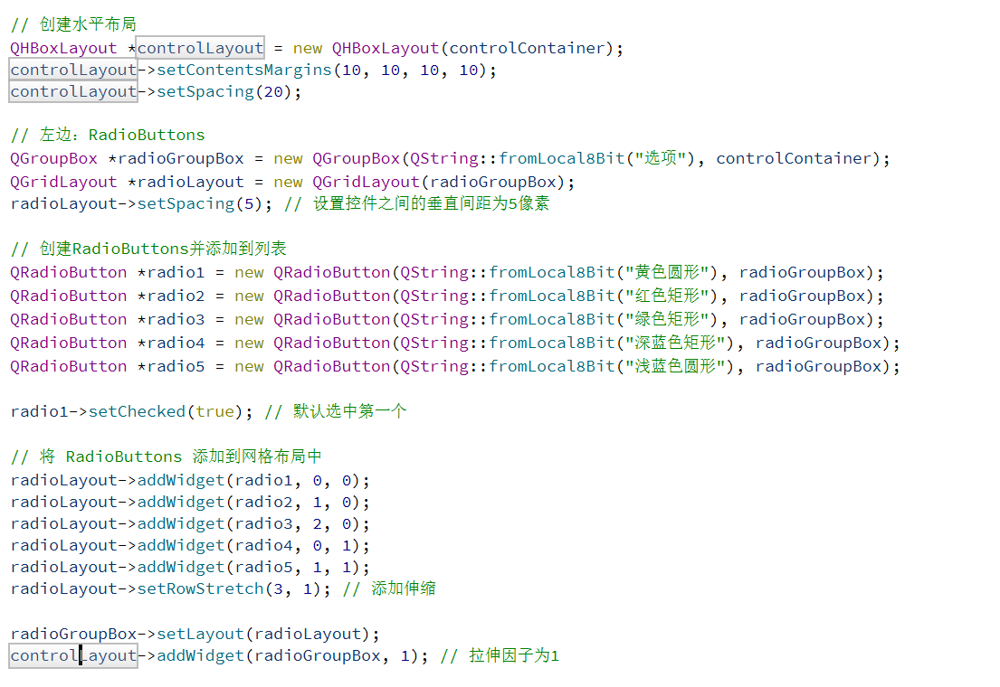 // 创建水平布局
QHBoxLayout *controlLayout = new QHBoxLayout(controlContainer);
controlLayout->setContentsMargins(10, 10, 10, 10);
controlLayout->setSpacing(20);
// 左边：RadioButtons
QGroupBox *radioGroupBox = new QGroupBox(QString::fromLocal8Bit("选项"), controlContainer);
QGridLayout *radioLayout = new QGridLayout(radioGroupBox);
radioLayout->setSpacing(5); // 设置控件之间的垂直间距为5像素
// 创建RadioButtons并添加到列表
QRadioButton *radio1 = new QRadioButton(QString::fromLocal8Bit("黄色圆形"), radioGroupBox);
QRadioButton *radio2 = new QRadioButton(QString::fromLocal8Bit("红色矩形"), radioGroupBox);
QRadioButton *radio3 = new QRadioButton(QString::fromLocal8Bit("绿色矩形"), radioGroupBox);
QRadioButton *radio4 = new QRadioButton(QString::fromLocal8Bit("深蓝色矩形"), radioGroupBox);
QRadioButton *radio5 = new QRadioButton(QString::fromLocal8Bit("浅蓝色圆形"), radioGroupBox);
radio1->setChecked(true); // 默认选中第一个
// 将 RadioButtons 添加到网格布局中
radioLayout->addWidget(radio1, 0, 0);
radioLayout->addWidget(radio2, 1, 0);
radioLayout->addWidget(radio3, 2, 0);
radioLayout->addWidget(radio4, 0, 1);
radioLayout->addWidget(radio5, 1, 1);
radioLayout->setRowStretch(3, 1); // 添加伸缩
radioGroupBox->setLayout(radioLayout);
controlLayout->addWidget(radioGroupBox, 1); // 拉伸因子为1